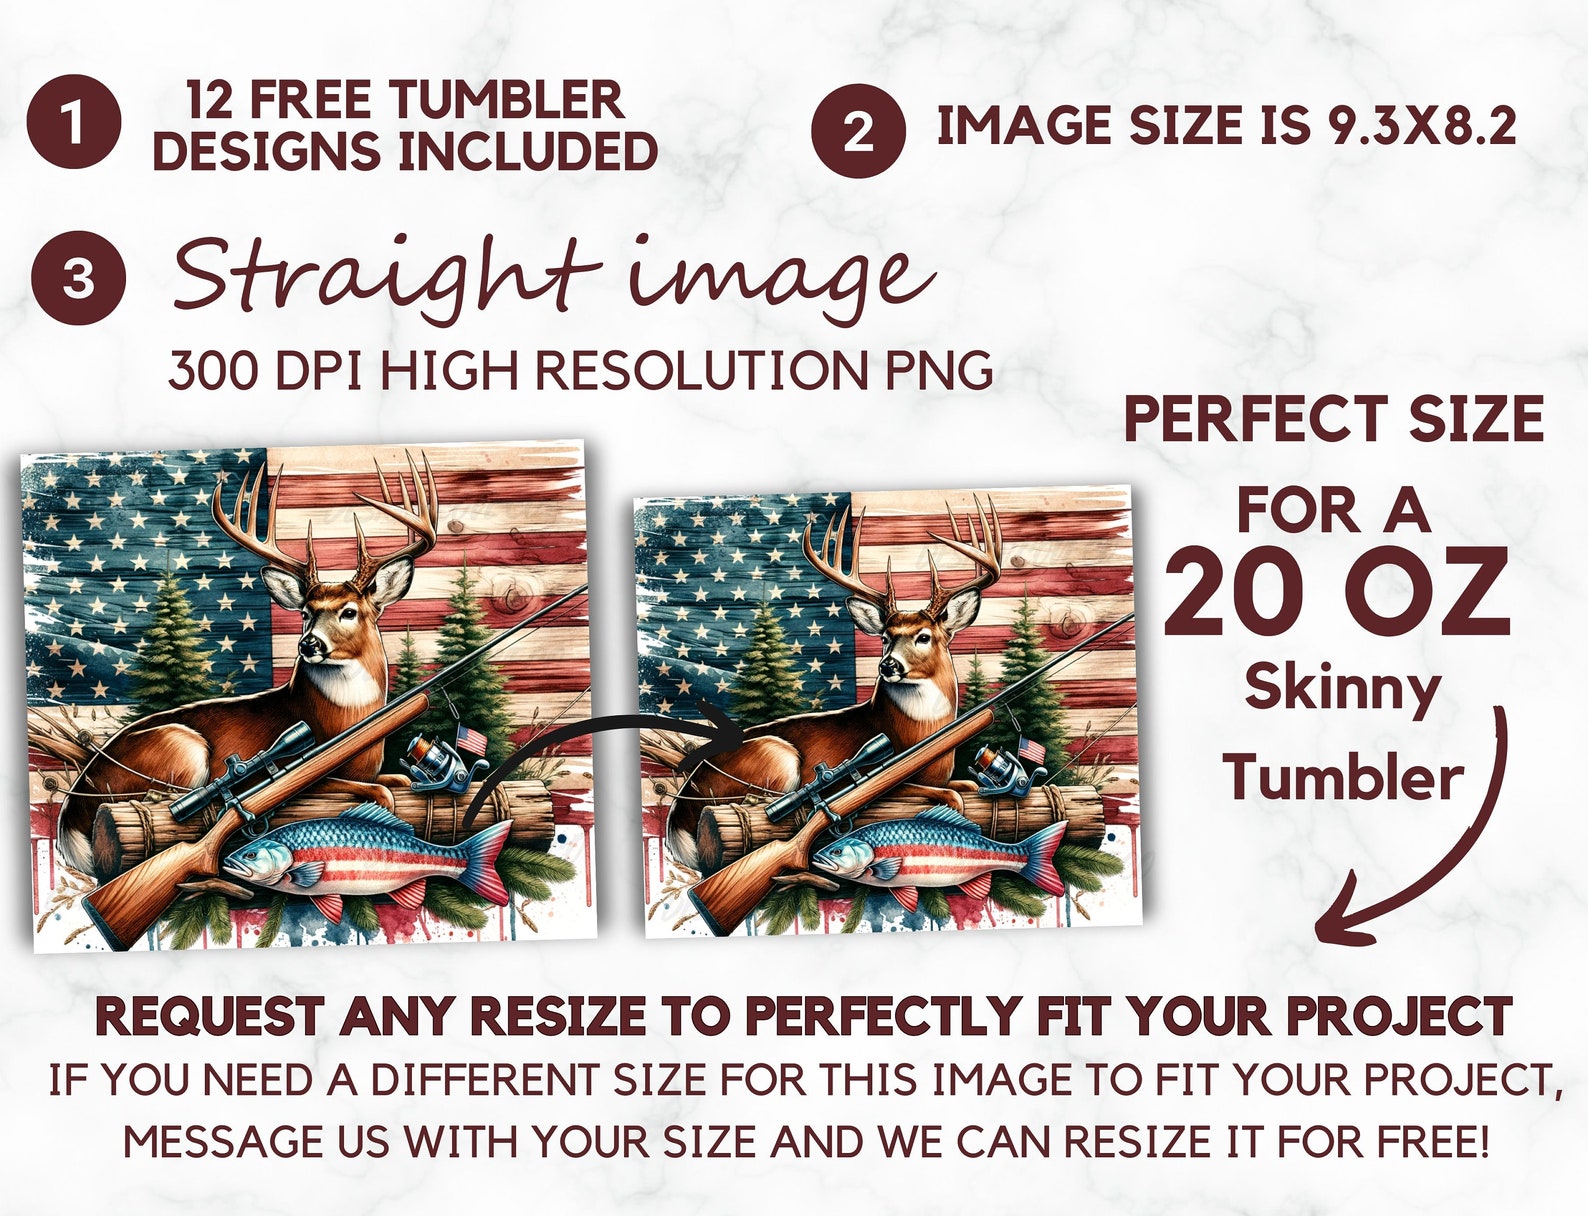 1
12 FREE TUMBLER
DESIGNS INCLUDED
2
IMAGE SIZE IS 9.3X8.2
3
Straight image
300 DPI HIGH RESOLUTION PNG
PERFECT SIZE
FOR A
20 OZ
Skinny
Tumbler
REQUEST ANY RESIZE TO PERFECTLY FIT YOUR PROJECT
IF YOU NEED A DIFFERENT SIZE FOR THIS IMAGE TO FIT YOUR PROJECT,
MESSAGE US WITH YOUR SIZE AND WE CAN RESIZE IT FOR FREE!